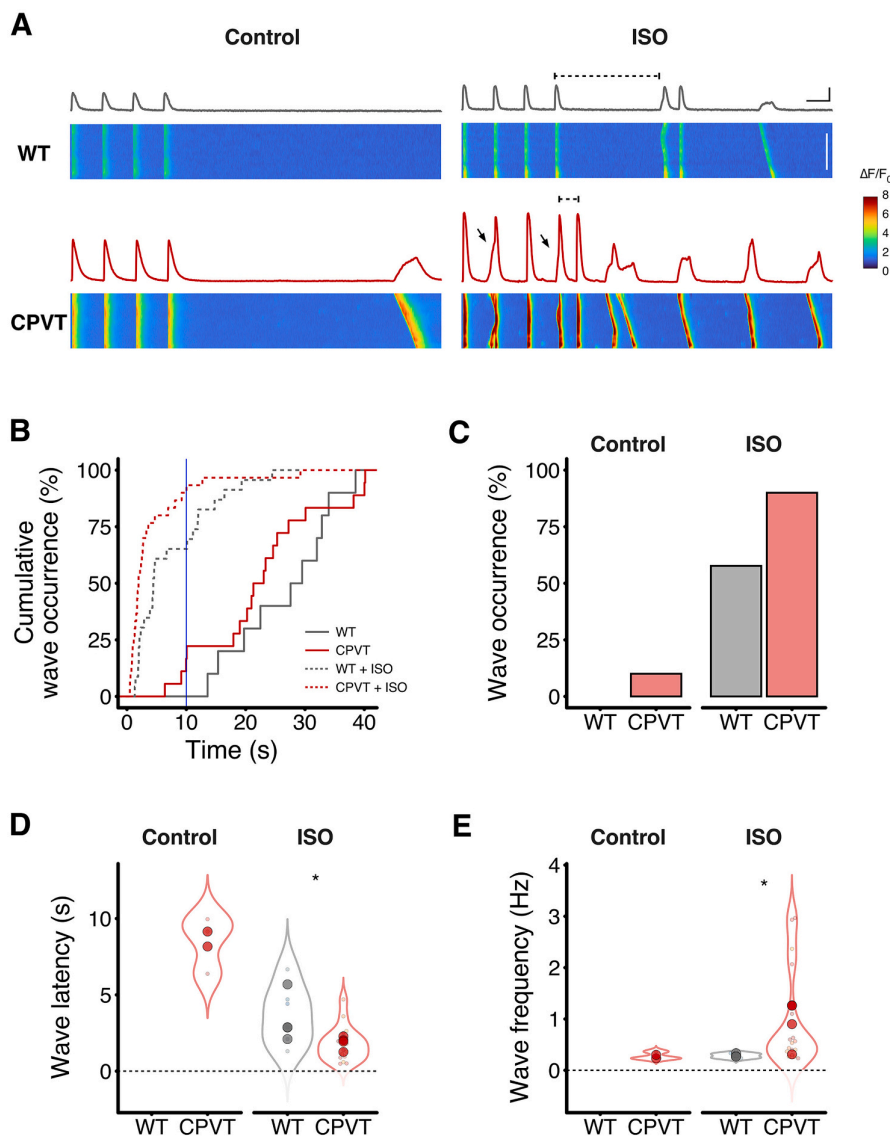 A
Control
ISO
WT
ΔF/F0
8
6
4
2
0
CPVT
B
Cumulative
wave occurrence (%)
100
75
50
25
0
WT
CPVT
WT + ISO
CPVT + ISO
0
10
20
30
40
Time (s)
C
Control
ISO
Wave occurrence (%)
100
75
50
25
0
WT
CPVT
WT
CPVT
D
Control
ISO
Wave latency (s)
10
5
0
*
WT
CPVT
WT
CPVT
E
Control
ISO
Wave frequency (Hz)
4
3
2
1
0
*
WT
CPVT
WT
CPVT